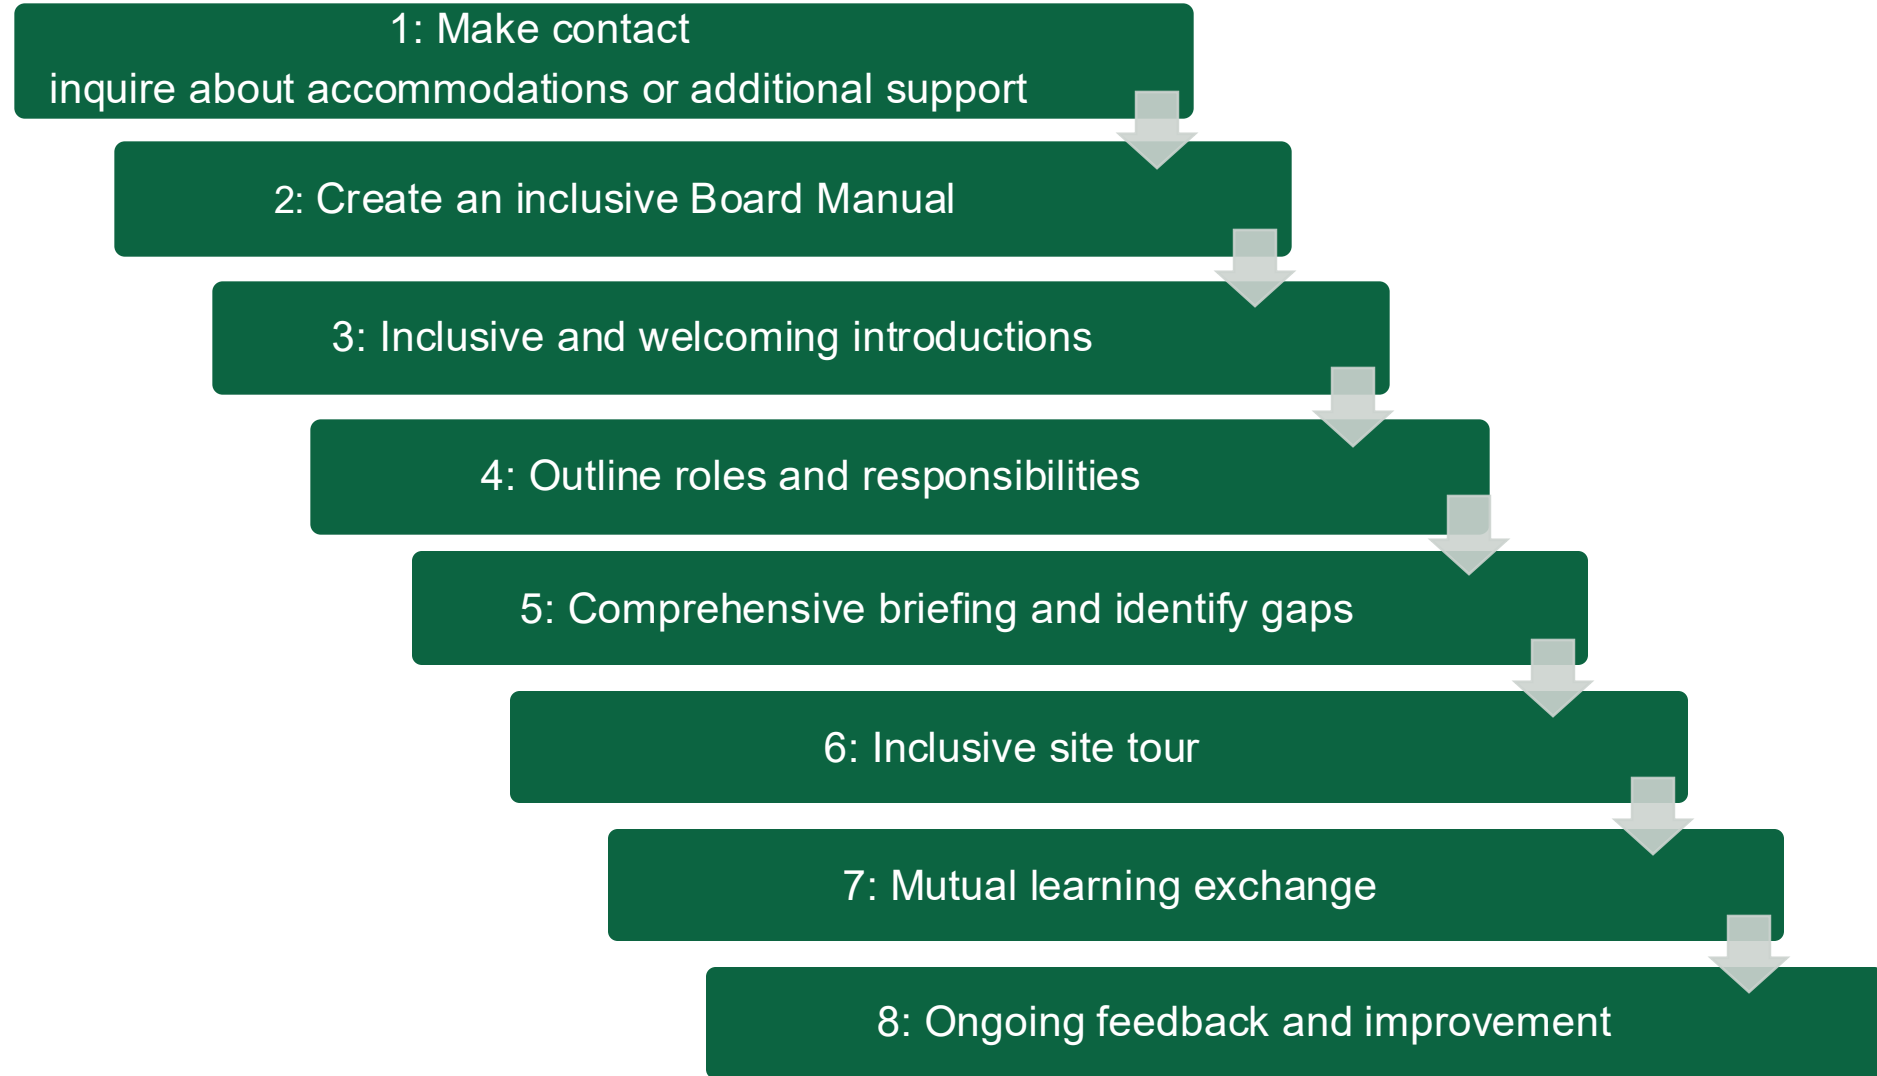 1: Make contact
inquire about accommodations or additional support
2: Create an inclusive Board Manual
3: Inclusive and welcoming introductions
4: Outline roles and responsibilities
5: Comprehensive briefing and identify gaps
6: Inclusive site tour
7: Mutual learning exchange
8: Ongoing feedback and improvement